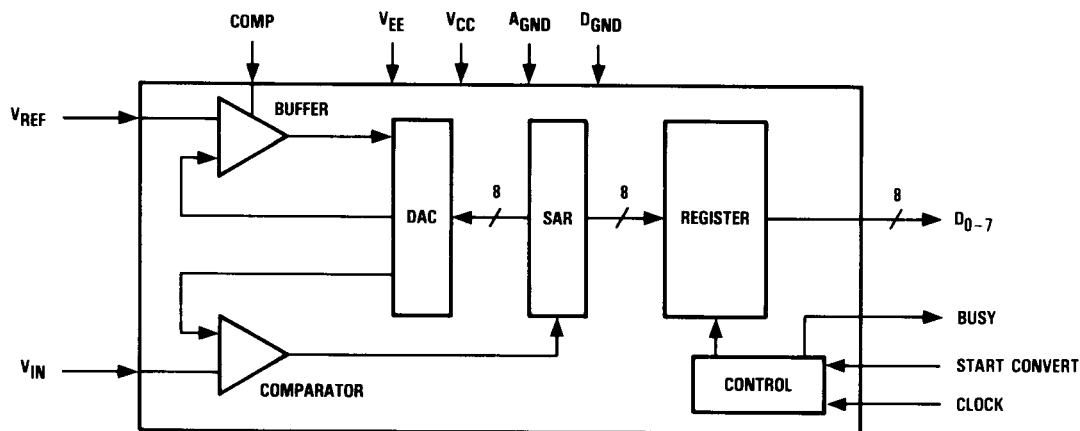 COMP
VEE
VCC
AGND
DGND
VREF
BUFFER
8
8
8
DAC
SAR
REGISTER
D0-7
BUSY
VIN
COMPARATOR
CONTROL
START CONVERT
CLOCK